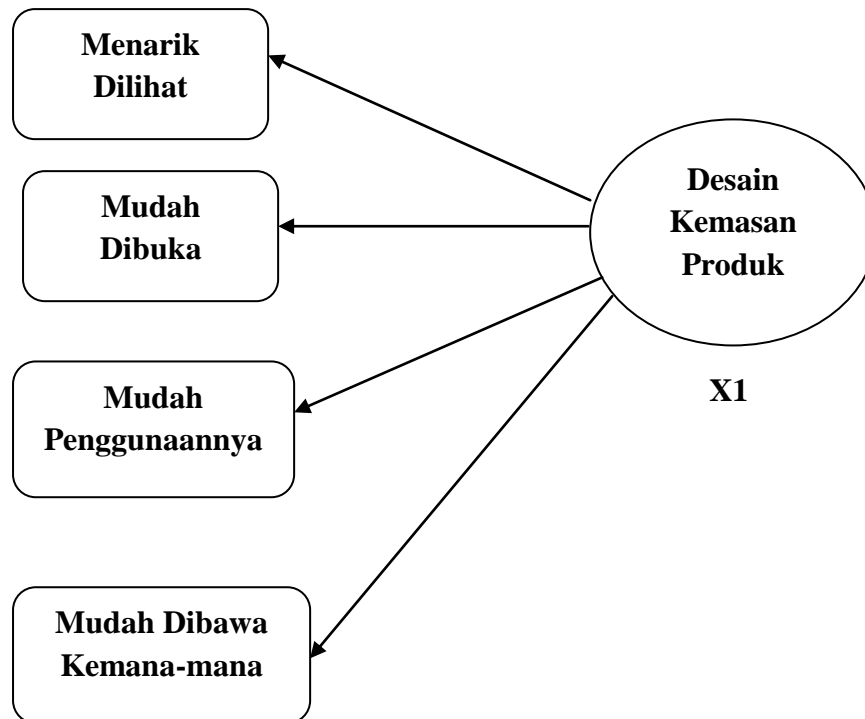 Menarik
Dilihat
Mudah
Dibuka
Mudah
Penggunaannya
Mudah Dibawa
Kemana-mana
Desain
Kemasan
Produk
X1